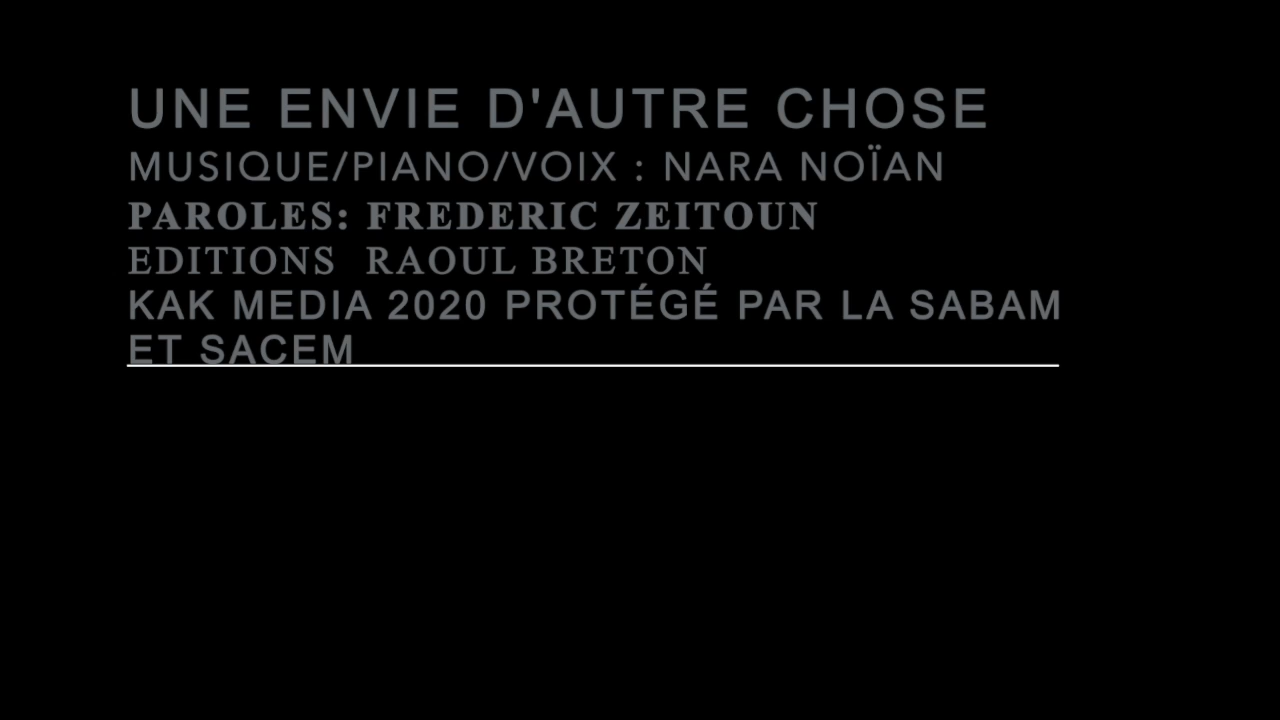 UNE ENVIE D'AUTRE CHOSE
MUSIQUE/PIANO/VOIX : NARA NOÏAN
PAROLES: FREDERIC ZEITOUN
EDITIONS RAOUL BRETON
KAK MEDIA 2020 PROTÉGÉ PAR LA SABAM
ET SACEM